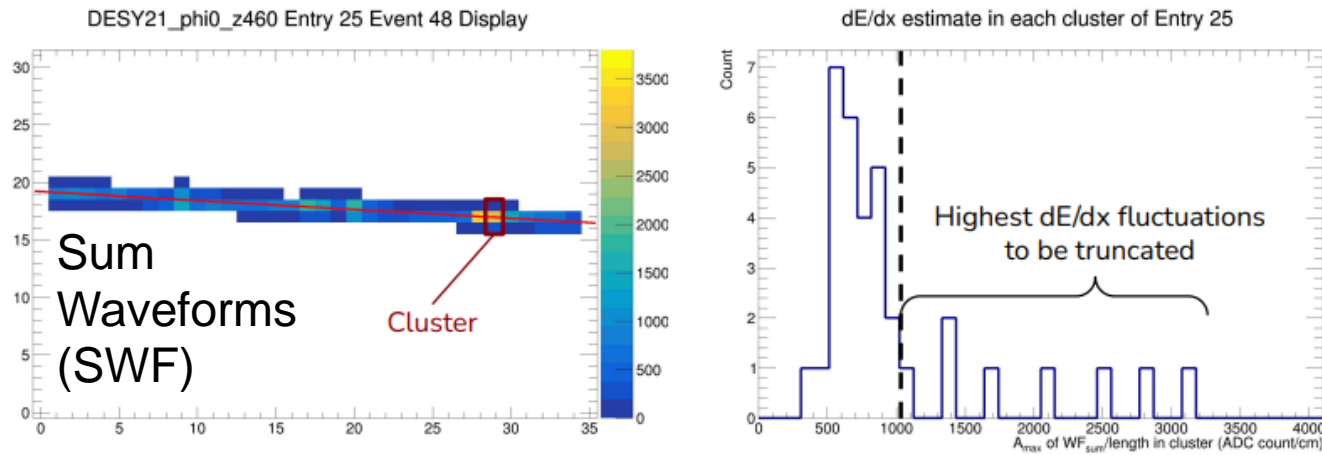 DESY21_phi0_z460 Entry 25 Event 48 Display
30
25
20
15
10
5
0
0 5 10 15 20 25 30 35
3500
3000
2500
2000
1500
1000
500
0
Sum
Waveforms
(SWF)
Cluster
dE/dx estimate in each cluster of Entry 25
Count
7
6
5
4
3
2
1
0
0 500 1000 1500 2000 2500 3000 3500 4000
Highest dE/dx fluctuations
to be truncated
A_max of WF_sum/length in cluster (ADC count/cm)